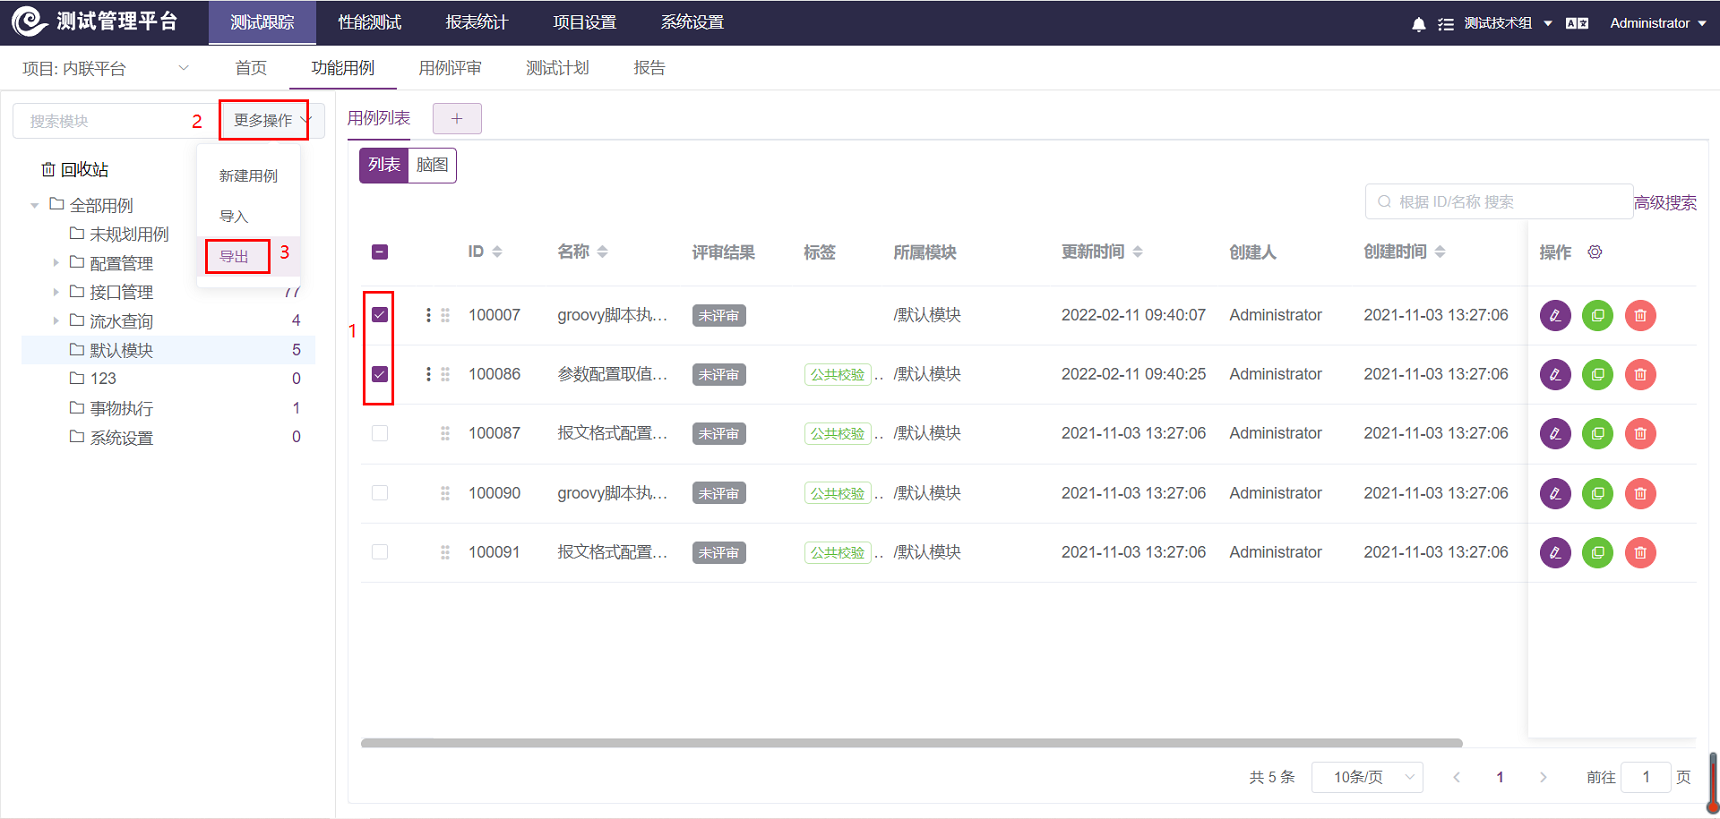 测试管理平台 测试跟踪 性能测试 报表统计 项目设置 系统设置 测试技术组 Administrator
项目: 内联平台 首页 功能用例 用例评审 测试计划 报告
搜索模块 2 更多操作
新建用例
导入
导出 3
回收站
全部用例
未规划用例
配置管理
接口管理 77
流水查询 4
默认模块 5
123 0
事物执行 1
系统设置 0
用例列表 +
列表 脑图
根据 ID/名称 搜索 高级搜索
ID 名称 评审结果 标签 所属模块 更新时间 创建人 创建时间 操作
1
100007 groovy脚本执... 未评审 /默认模块 2022-02-11 09:40:07 Administrator 2021-11-03 13:27:06
100086 参数配置取值... 未评审 公共校验 .. /默认模块 2022-02-11 09:40:25 Administrator 2021-11-03 13:27:06
100087 报文格式配置... 未评审 公共校验 .. /默认模块 2021-11-03 13:27:06 Administrator 2021-11-03 13:27:06
100090 groovy脚本执... 未评审 公共校验 .. /默认模块 2021-11-03 13:27:06 Administrator 2021-11-03 13:27:06
100091 报文格式配置... 未评审 公共校验 .. /默认模块 2021-11-03 13:27:06 Administrator 2021-11-03 13:27:06
共 5 条 10条/页 1 前往 1 页